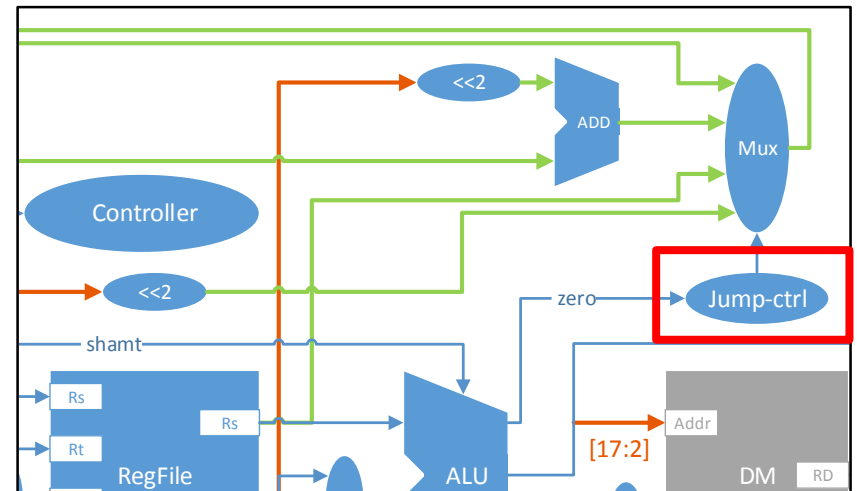 <<2
ADD
Mux
Controller
<<2
zero
Jump-ctrl
shamt
Rs
Rs
Addr
Rt
[17:2]
RegFile
ALU
DM
RD